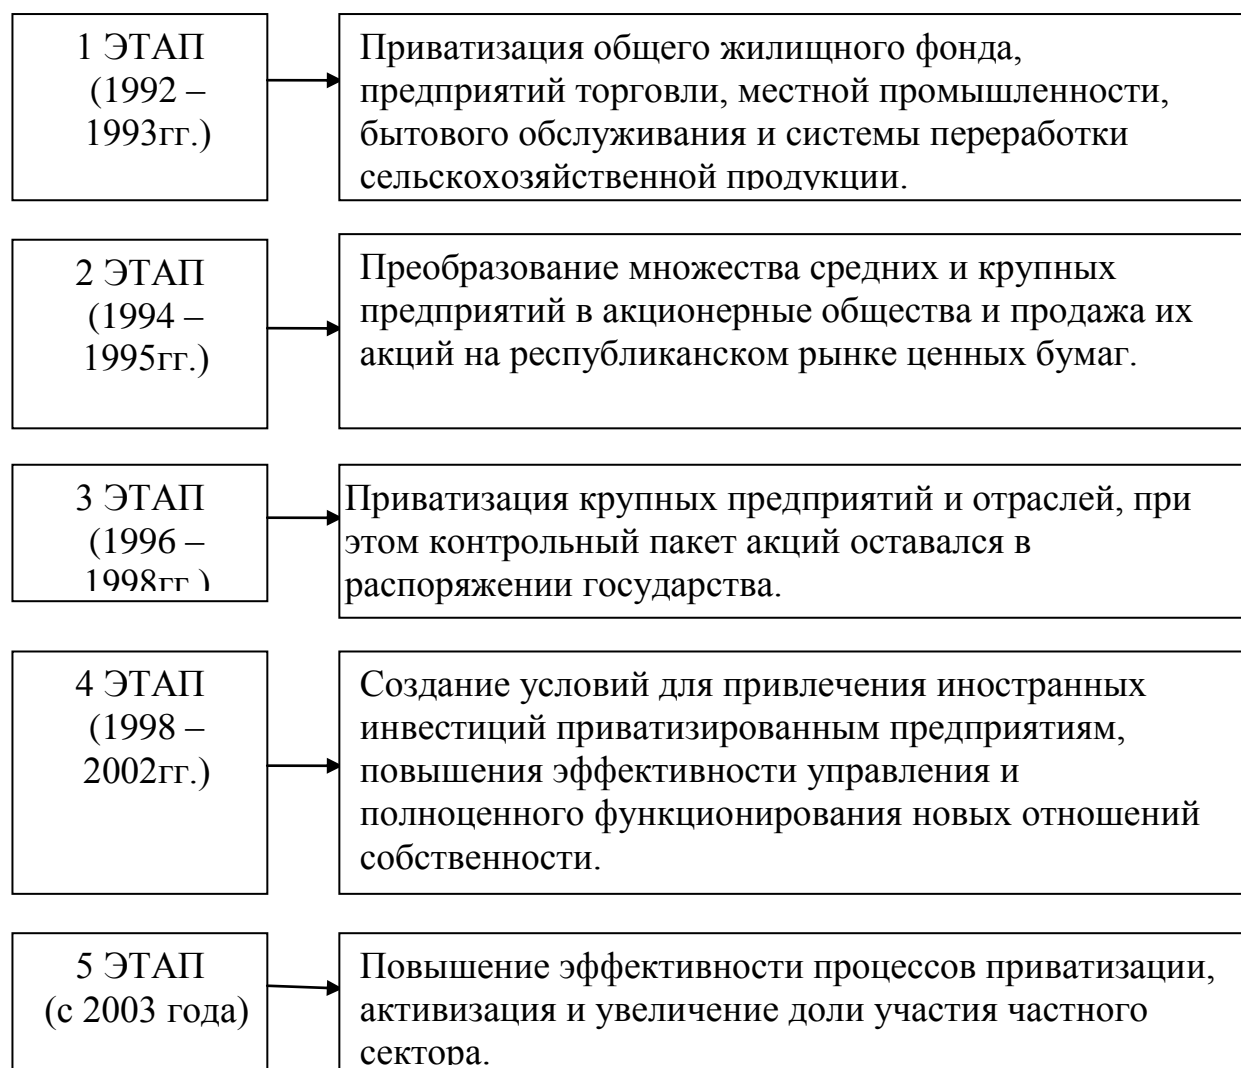 1 ЭТАП
(1992 –
1993гг.)
Приватизация общего жилищного фонда,
предприятий торговли, местной промышленности,
бытового обслуживания и системы переработки
сельскохозяйственной продукции.
2 ЭТАП
(1994 –
1995гг.)
Преобразование множества средних и крупных
предприятий в акционерные общества и продажа их
акций на республиканском рынке ценных бумаг.
3 ЭТАП
(1996 –
1998гг.)
Приватизация крупных предприятий и отраслей, при
этом контрольный пакет акций оставался в
распоряжении государства.
4 ЭТАП
(1998 –
2002гг.)
Создание условий для привлечения иностранных
инвестиций приватизированным предприятиям,
повышения эффективности управления и
полноценного функционирования новых отношений
собственности.
5 ЭТАП
(с 2003 года)
Повышение эффективности процессов приватизации,
активизация и увеличение доли участия частного
сектора.